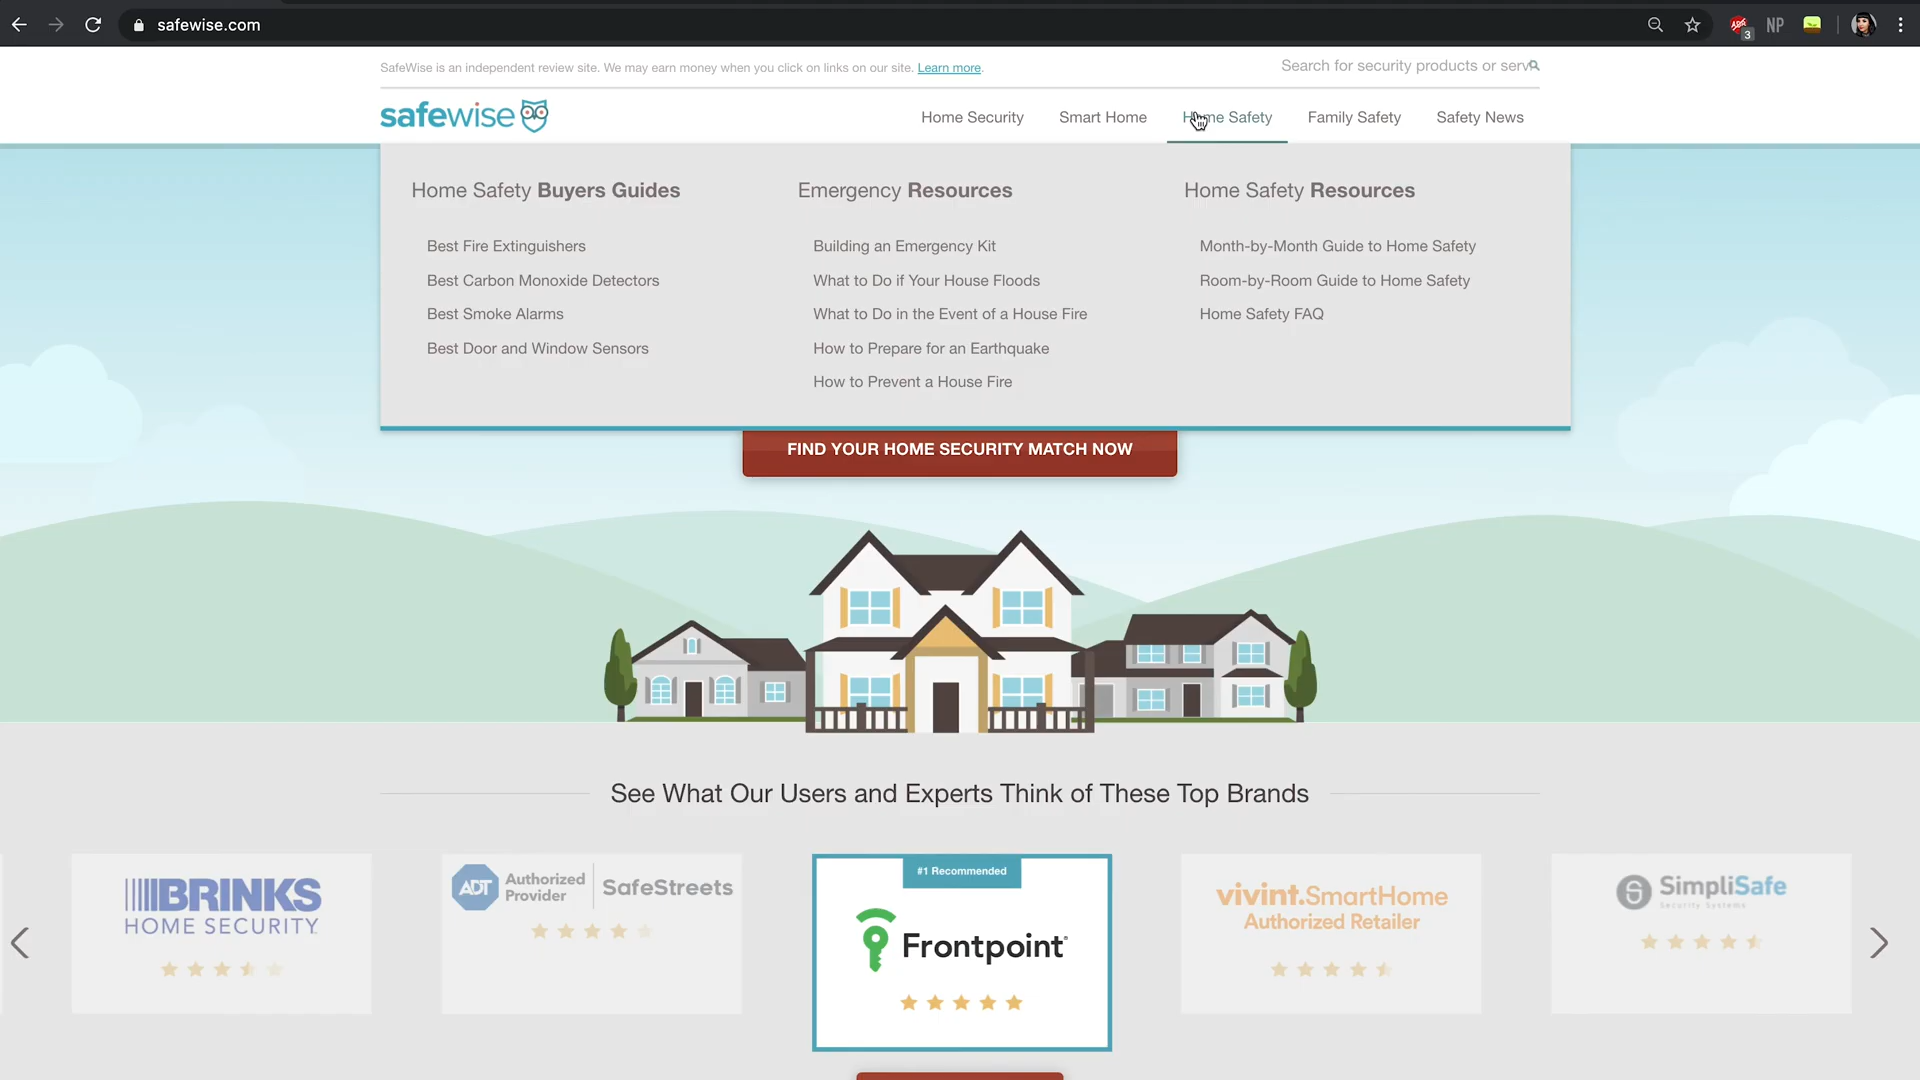 safewise.com
3
NP
SafeWise is an independent review site. We may earn money when you click on links on our site. Learn more.
Search for security products or serv
safewise
Home Security
Smart Home
Home Safety
Family Safety
Safety News
Home Safety Buyers Guides
Best Fire Extinguishers
Best Carbon Monoxide Detectors
Best Smoke Alarms
Best Door and Window Sensors
Emergency Resources
Building an Emergency Kit
What to Do if Your House Floods
What to Do in the Event of a House Fire
How to Prepare for an Earthquake
How to Prevent a House Fire
Home Safety Resources
Month-by-Month Guide to Home Safety
Room-by-Room Guide to Home Safety
Home Safety FAQ
FIND YOUR HOME SECURITY MATCH NOW
See What Our Users and Experts Think of These Top Brands
BRINKS
HOME SECURITY
ADT
Authorized
Provider
SafeStreets
#1 Recommended
Frontpoint
vivint.SmartHome
Authorized Retailer
SimpliSafe
Security Systems